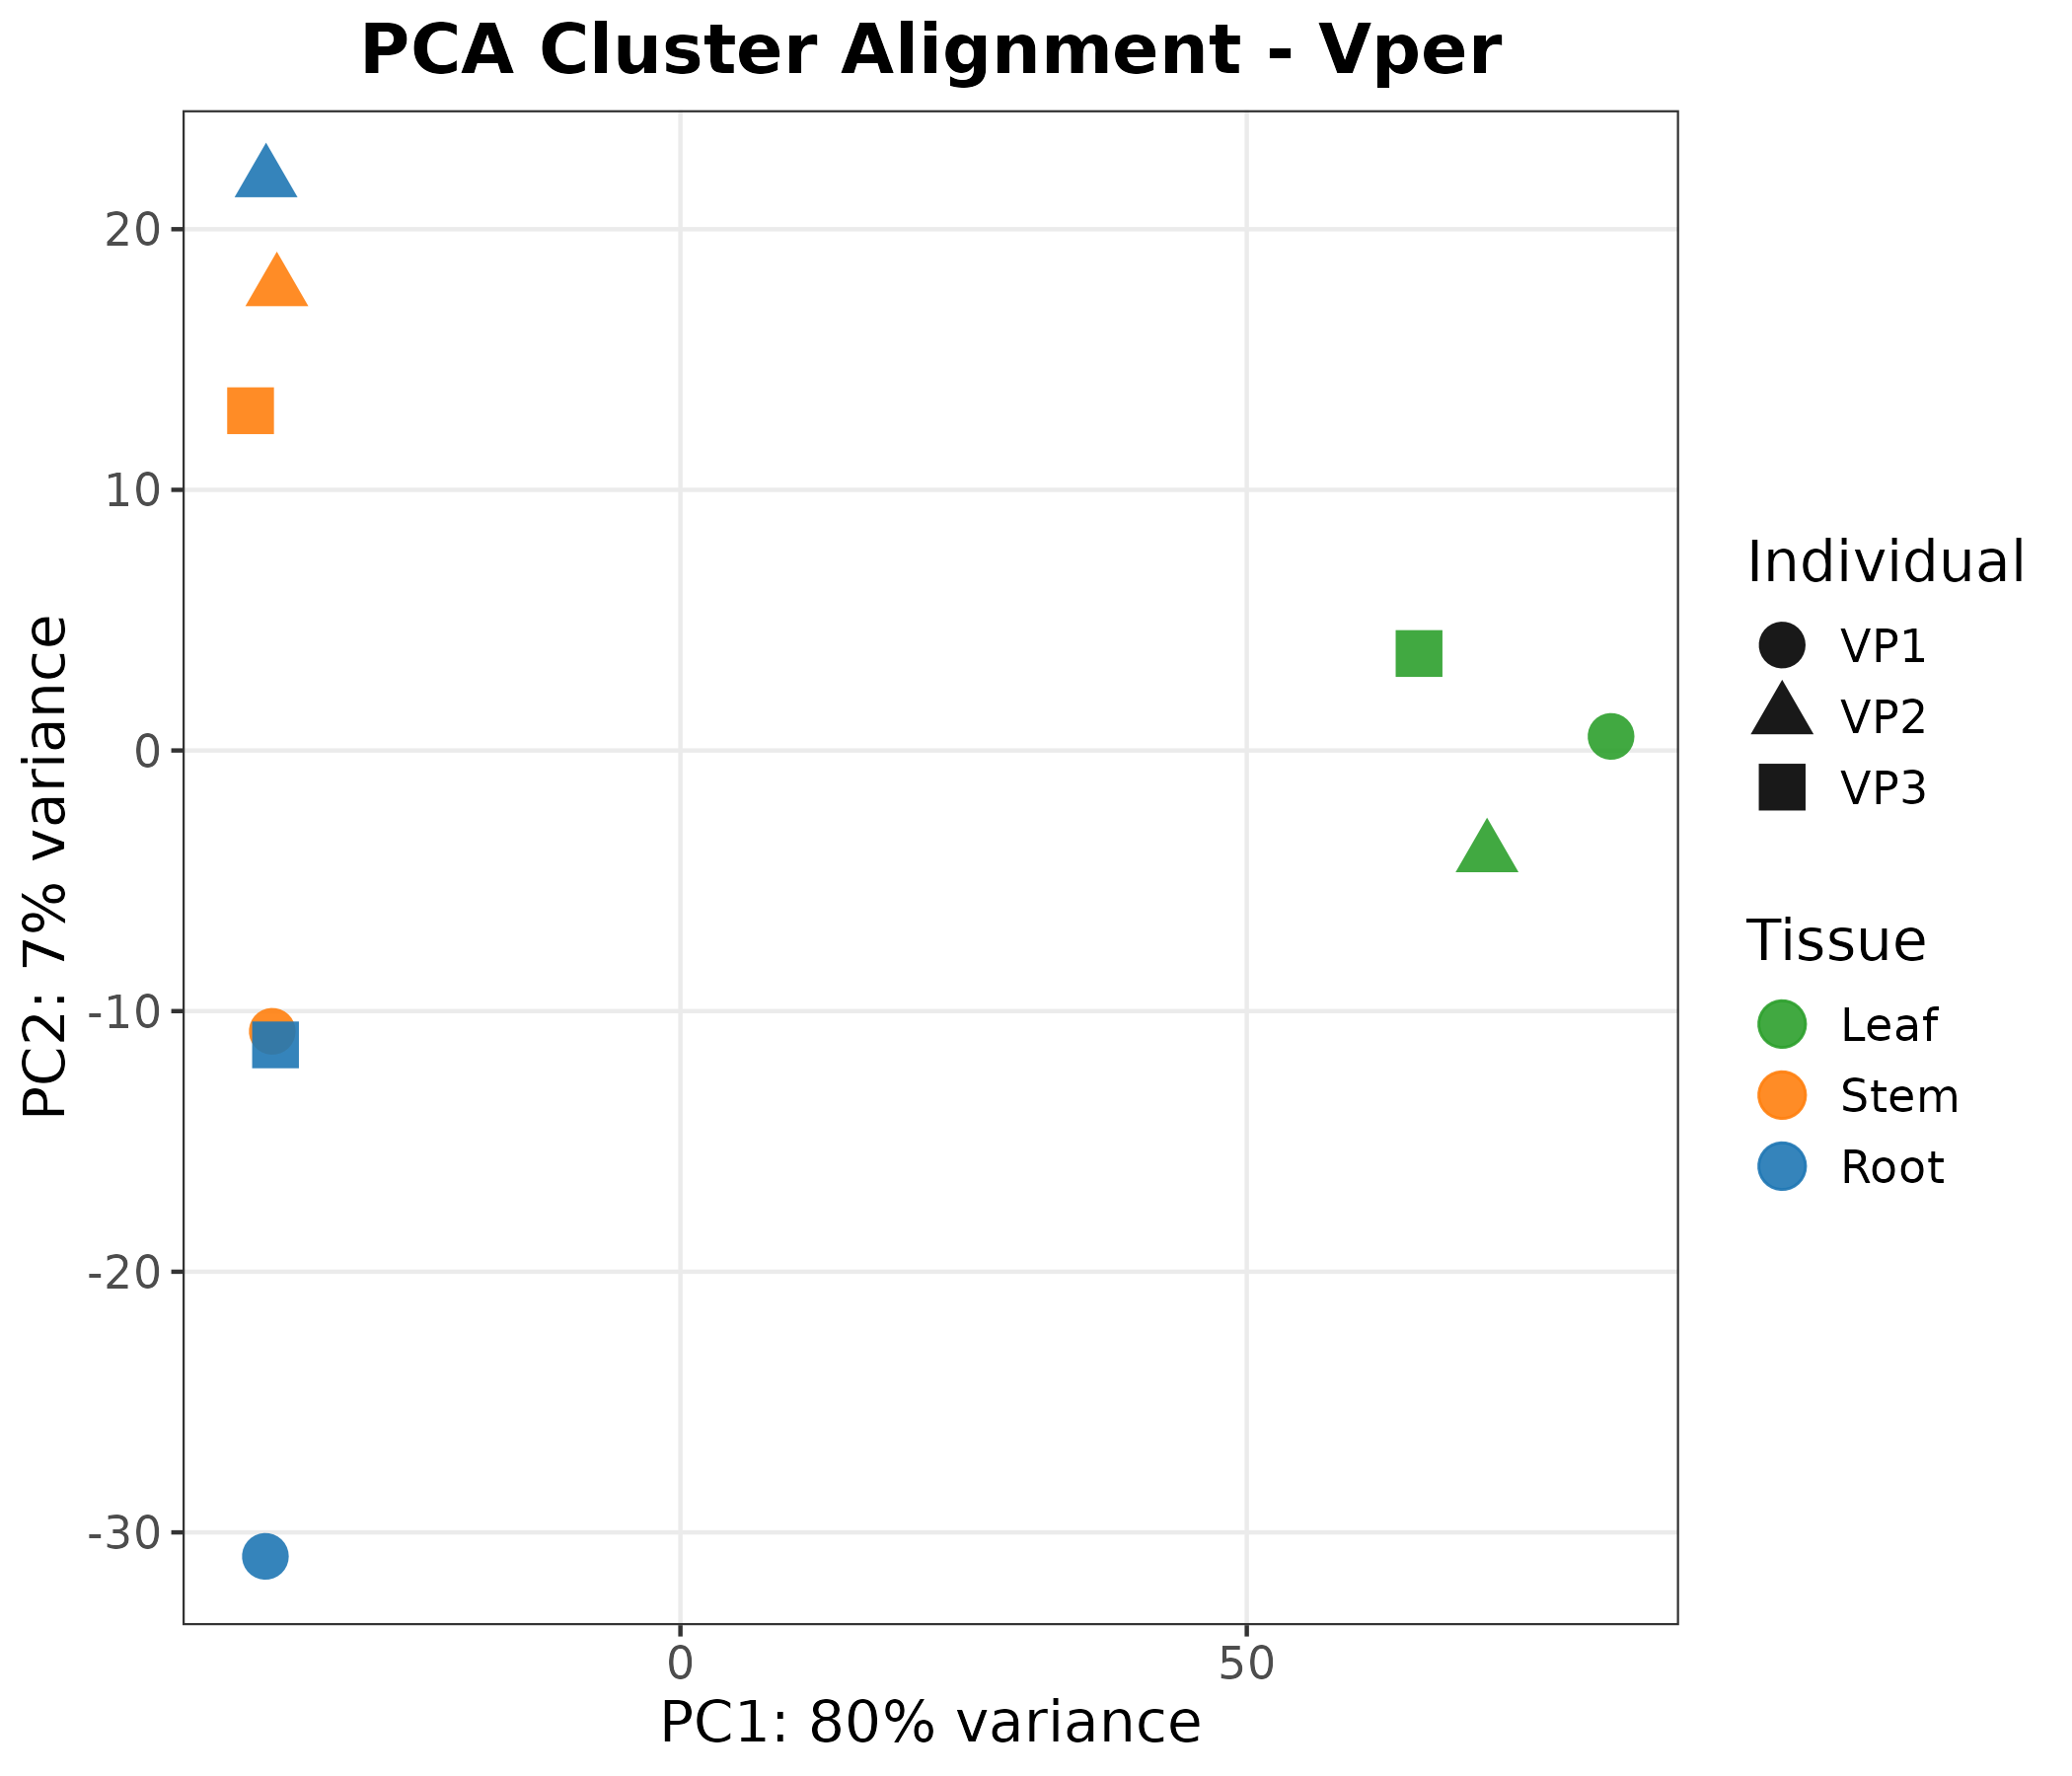 PCA Cluster Alignment - Vper
PC2: 7% variance
20
10
0
-10
-20
-30
0
50
PC1: 80% variance
Individual
VP1
VP2
VP3
Tissue
Leaf
Stem
Root